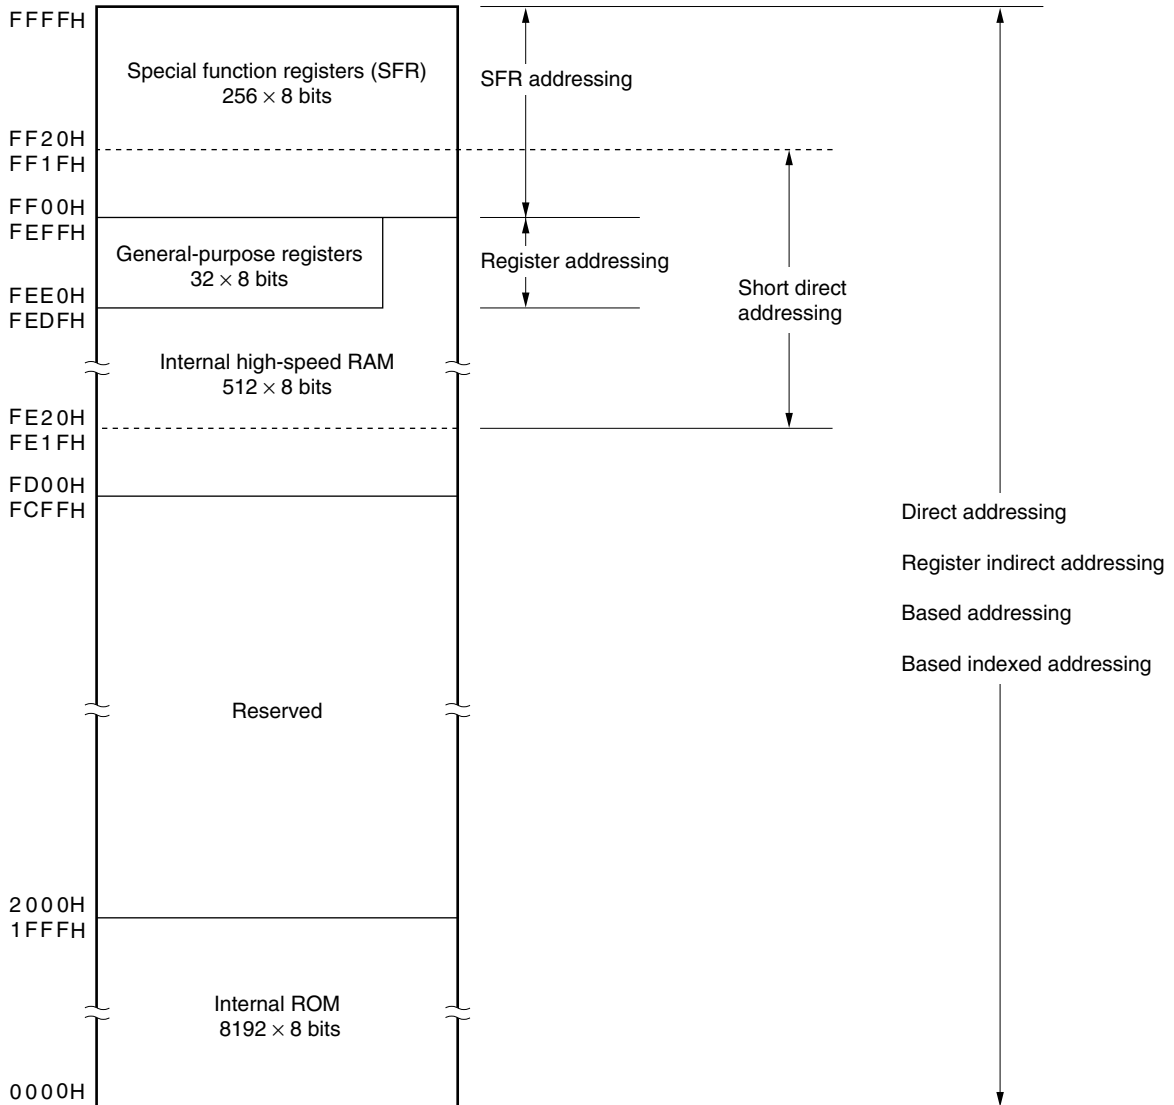 FFFFH
Special function registers (SFR)
256 × 8 bits
SFR addressing
FF20H
FF1FH
FF00H
FEFFH
General-purpose registers
32 × 8 bits
Register addressing
FEE0H
FEDFH
Short direct
addressing
Internal high-speed RAM
512 × 8 bits
FE20H
FE1FH
FD00H
FCFFH
Direct addressing
Register indirect addressing
Based addressing
Based indexed addressing
Reserved
2000H
1FFFH
Internal ROM
8192 × 8 bits
0000H